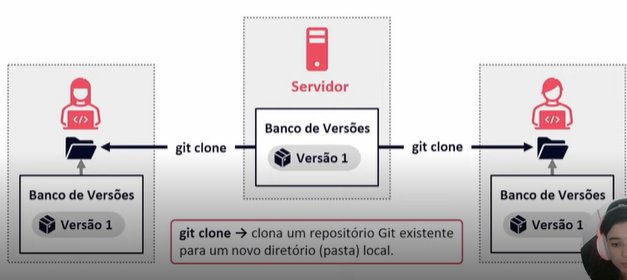 Servidor
Banco de Versões
Versão 1
git clone
git clone
Banco de Versões
Versão 1
Banco de Versões
Versão 1
git clone → clona um repositório Git existente
para um novo diretório (pasta) local.